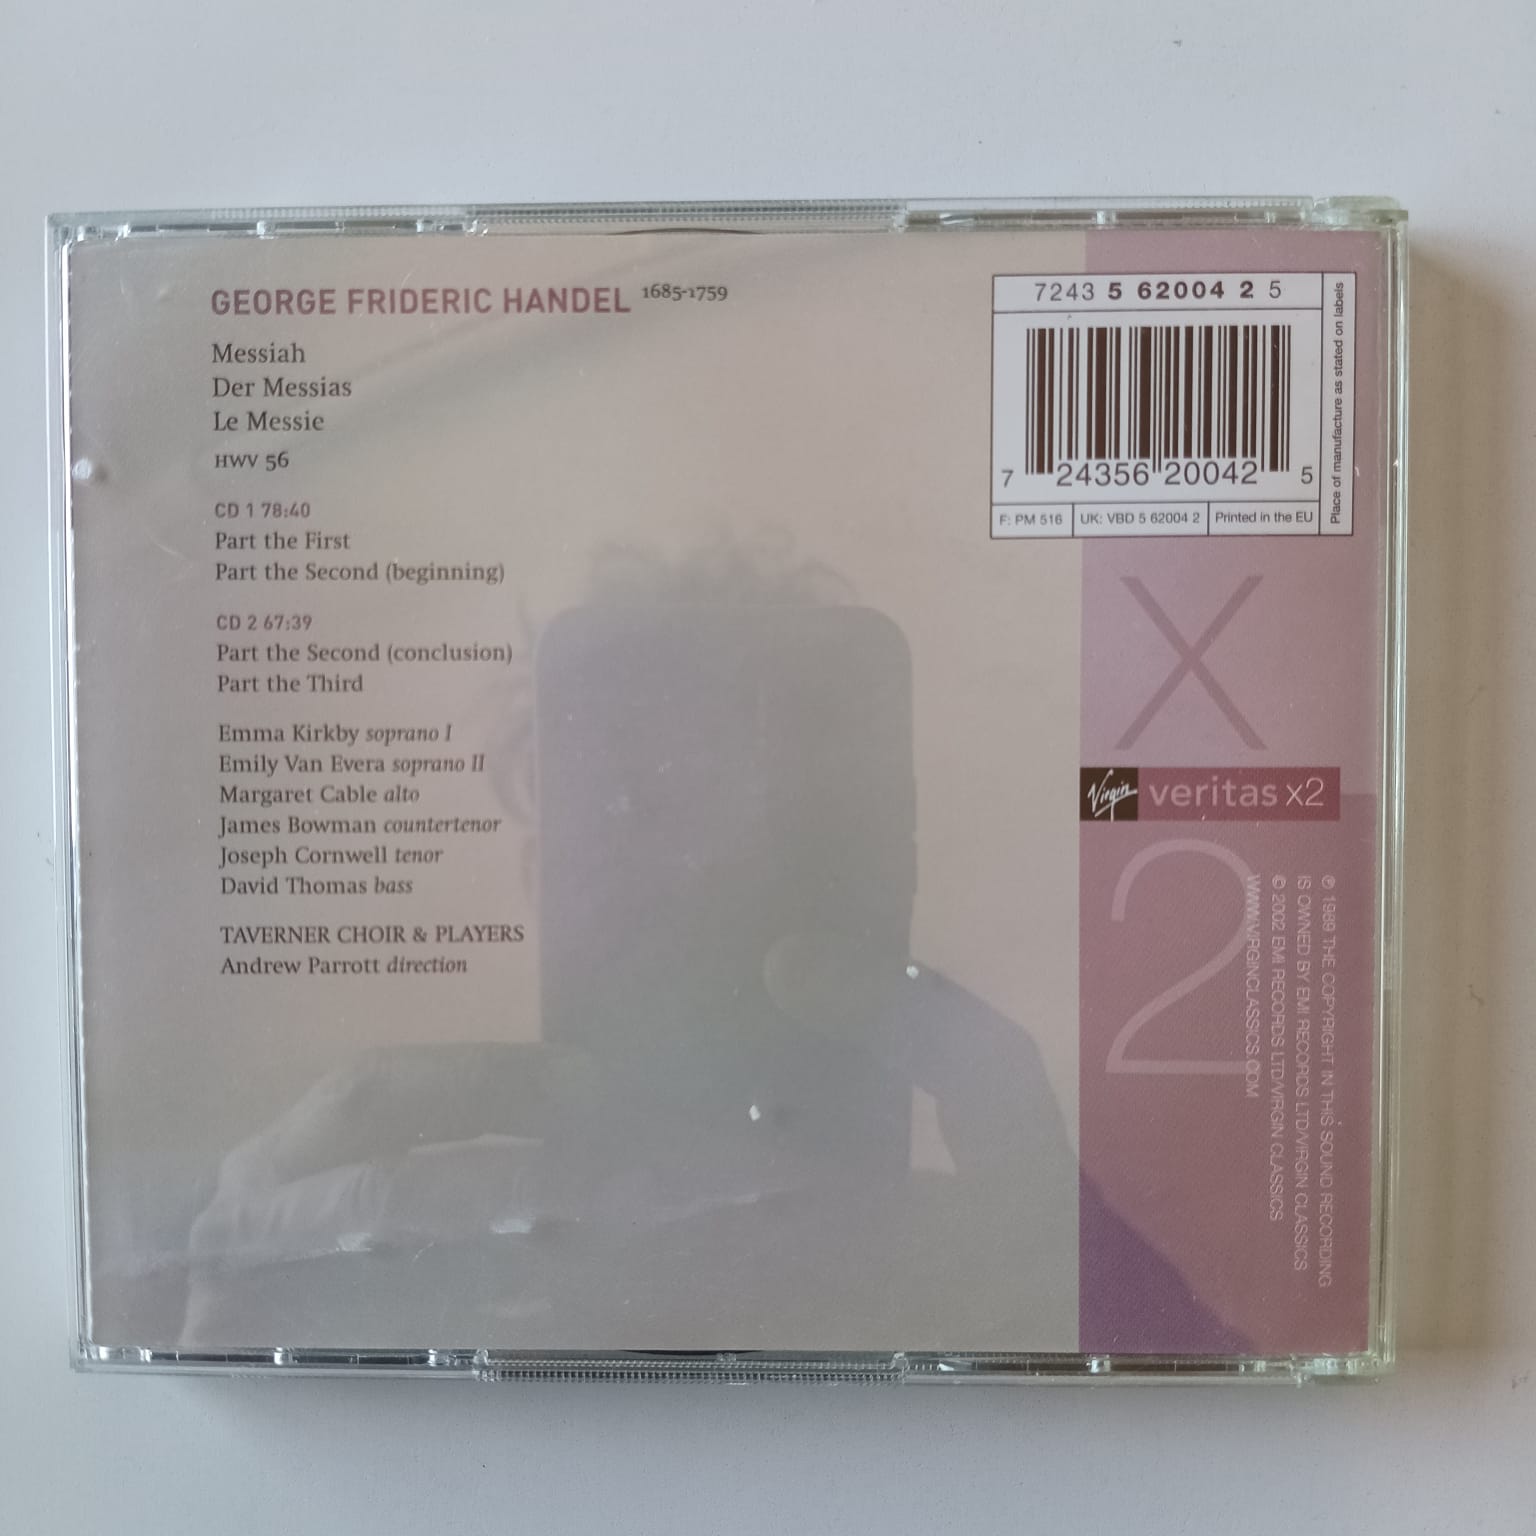 GEORGE FRIDERIC HANDEL 1685-1759
Messiah
Der Messias
Le Messie
HWV 56
CD 1 78:40
Part the First
Part the Second (beginning)
CD 2 67:39
Part the Second (conclusion)
Part the Third
Emma Kirkby soprano I
Emily Van Evera soprano II
Margaret Cable alto
James Bowman countertenor
Joseph Cornwell tenor
David Thomas bass
TAVERNER CHOIR & PLAYERS
Andrew Parrott direction
7243 5 62004 2 5
7 24356 20042 5
F: PM 516
UK: VBD 5 62004 2
Printed in the EU
Place of manufacture as stated on labels
X
Virgin veritas x2
2
℗ 1989 THE COPYRIGHT IN THIS SOUND RECORDING
IS OWNED BY EMI RECORDS LTD/VIRGIN CLASSICS
© 2002 EMI RECORDS LTD/VIRGIN CLASSICS
WWW.VIRGINCLASSICS.COM